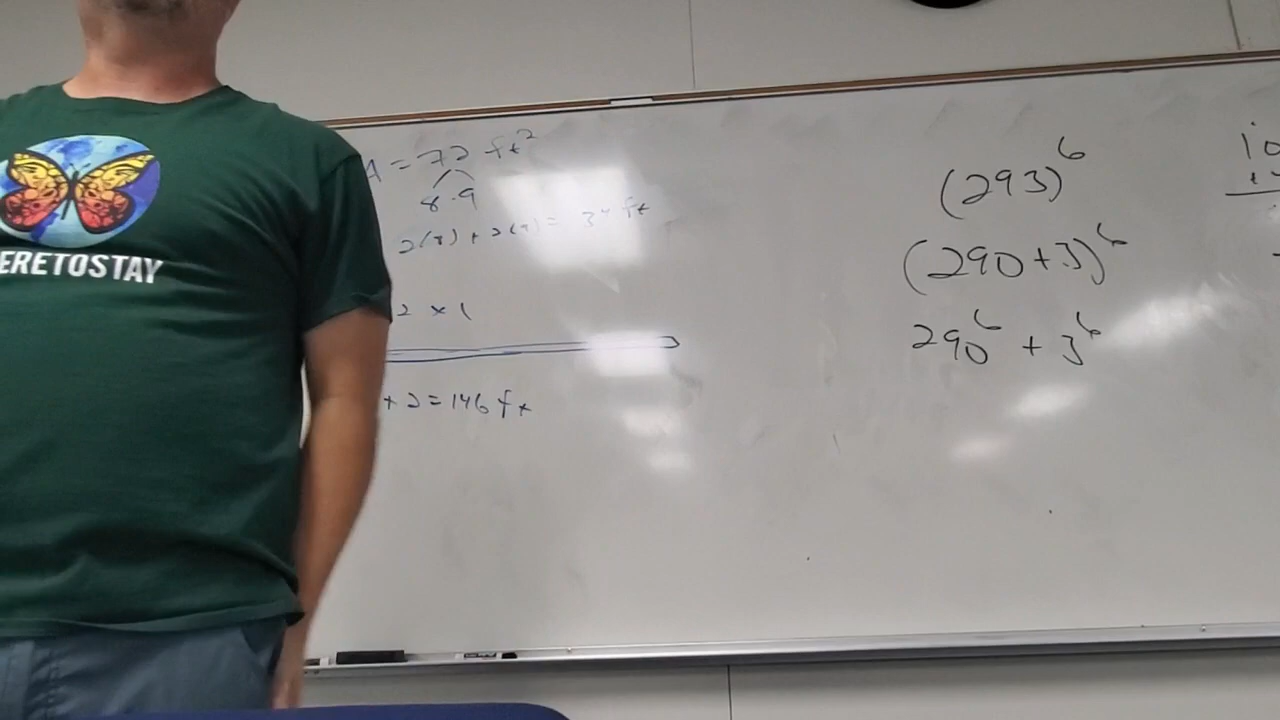 ERETOSTAY
A = 72 ft²
8·9
2(8) + 2(9) = 34 ft
2 × 1
+ 2 = 146 ft
(293)⁶
(290+3)⁶
290⁶ + 3⁶